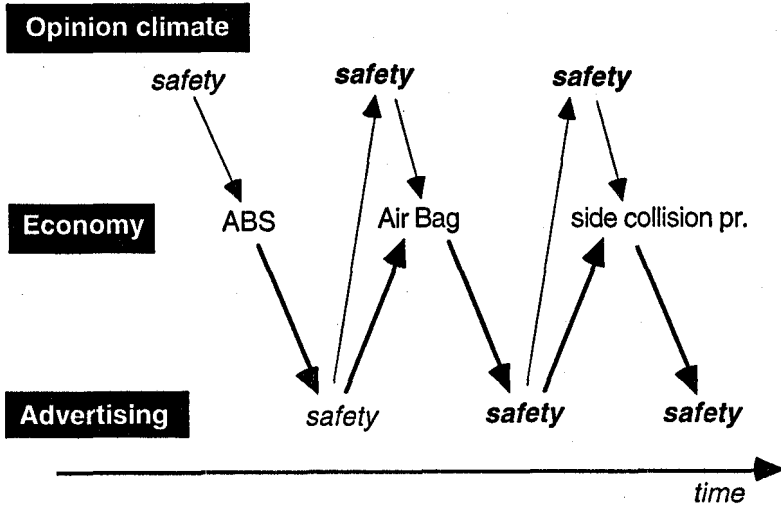 Opinion climate
safety safety safety
Economy ABS Air Bag side collision pr.
Advertising safety safety safety
time